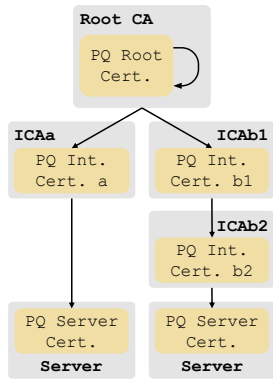 Root CA
PQ Root
Cert.
ICAa
PQ Int.
Cert. a
ICAb1
PQ Int.
Cert. b1
ICAb2
PQ Int.
Cert. b2
PQ Server
Cert.
Server
PQ Server
Cert.
Server